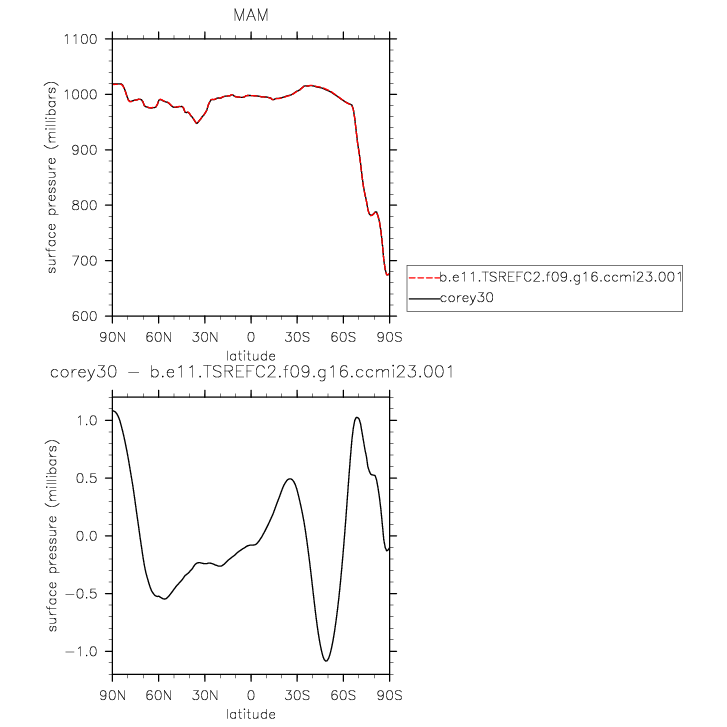 MAM
1100
1000
900
800
700
600
surface pressure (millibars)
90N 60N 30N 0 30S 60S 90S
latitude
b.e11.TSREFC2.f09.g16.ccmi23.001
corey30
corey30 − b.e11.TSREFC2.f09.g16.ccmi23.001
1.0
0.5
0.0
−0.5
−1.0
surface pressure (millibars)
90N 60N 30N 0 30S 60S 90S
latitude